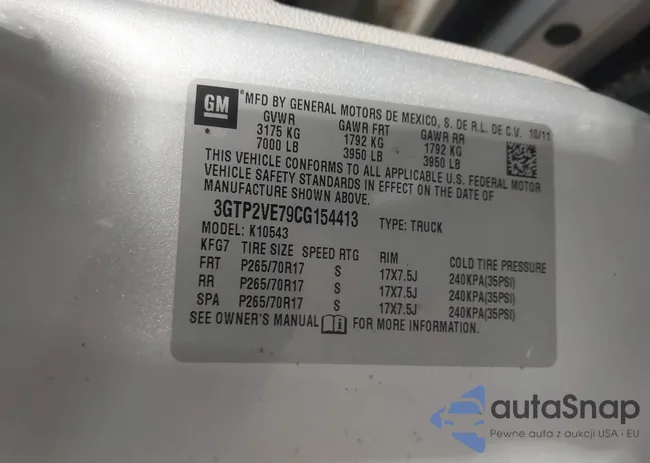 GM
*MFD BY GENERAL MOTORS DE MEXICO, S. DE R.L. DE C.V. 10/11
GVWR GAWR FRT GAWR RR
3175 KG 1792 KG 1792 KG
7000 LB 3950 LB 3950 LB
THIS VEHICLE CONFORMS TO ALL APPLICABLE U.S. FEDERAL MOTOR
VEHICLE SAFETY STANDARDS IN EFFECT ON THE DATE OF
MANUFACTURE SHOWN ABOVE.
3GTP2VE79CG154413 TYPE: TRUCK
MODEL: K10543
KFG7 TIRE SIZE SPEED RTG RIM COLD TIRE PRESSURE
FRT P265/70R17 S 17X7.5J 240KPA(35PSI)
RR P265/70R17 S 17X7.5J 240KPA(35PSI)
SPA P265/70R17 S 17X7.5J 240KPA(35PSI)
SEE OWNER'S MANUAL FOR MORE INFORMATION.
autaSnap
Pewne auta z aukcji USA i EU